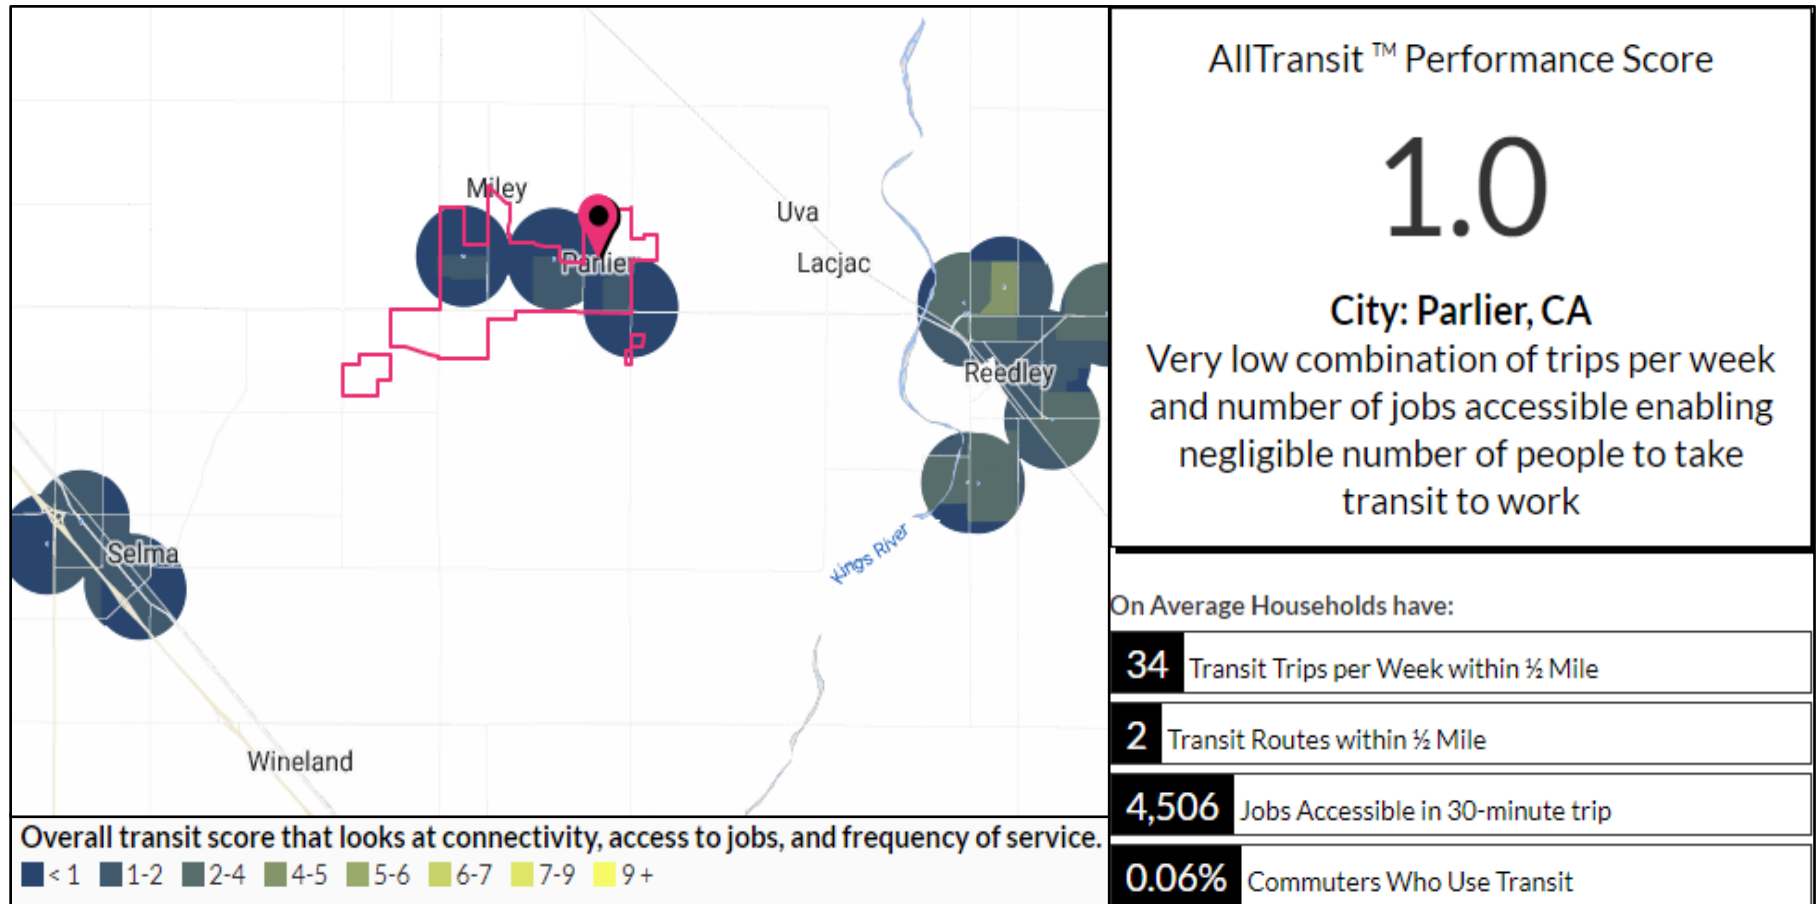 Miley
Parlier
Uva
Lacjac
Reedley
Kings River
Selma
Wineland
Overall transit score that looks at connectivity, access to jobs, and frequency of service.
< 1 1-2 2-4 4-5 5-6 6-7 7-9 9 +
AllTransit ™ Performance Score
1.0
City: Parlier, CA
Very low combination of trips per week
and number of jobs accessible enabling
negligible number of people to take
transit to work
On Average Households have:
34 Transit Trips per Week within ½ Mile
2 Transit Routes within ½ Mile
4,506 Jobs Accessible in 30-minute trip
0.06% Commuters Who Use Transit